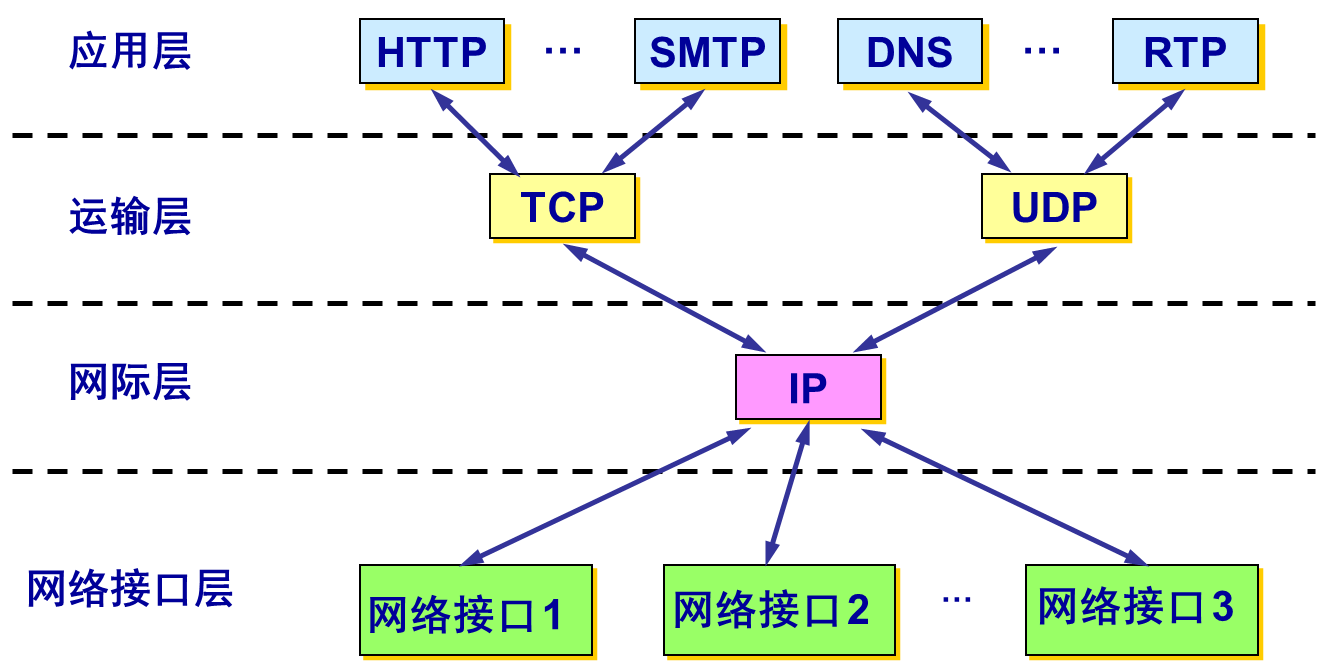 应用层 HTTP … SMTP DNS … RTP
运输层 TCP UDP
网际层 IP
网络接口层 网络接口1 网络接口2 … 网络接口3